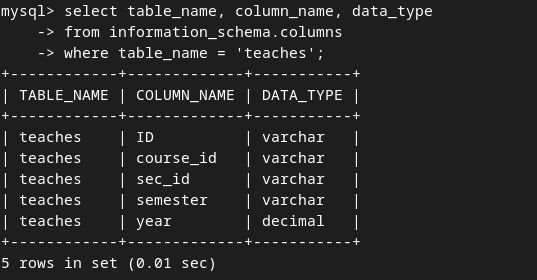 mysql> select table_name, column_name, data_type
    -> from information_schema.columns
    -> where table_name = 'teaches';
+------------+-------------+-----------+
| TABLE_NAME | COLUMN_NAME | DATA_TYPE |
+------------+-------------+-----------+
| teaches    | ID          | varchar   |
| teaches    | course_id   | varchar   |
| teaches    | sec_id      | varchar   |
| teaches    | semester    | varchar   |
| teaches    | year        | decimal   |
+------------+-------------+-----------+
5 rows in set (0.01 sec)